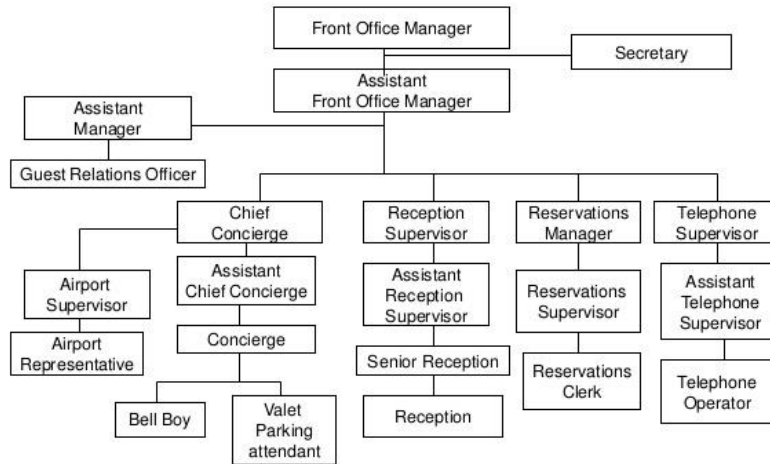 Front Office Manager
Secretary
Assistant
Front Office Manager
Assistant
Manager
Guest Relations Officer
Chief
Concierge
Reception
Supervisor
Reservations
Manager
Telephone
Supervisor
Airport
Supervisor
Assistant
Chief Concierge
Assistant
Reception
Supervisor
Reservations
Supervisor
Assistant
Telephone
Supervisor
Airport
Representative
Concierge
Senior Reception
Reservations
Clerk
Telephone
Operator
Bell Boy
Valet
Parking
attendant
Reception